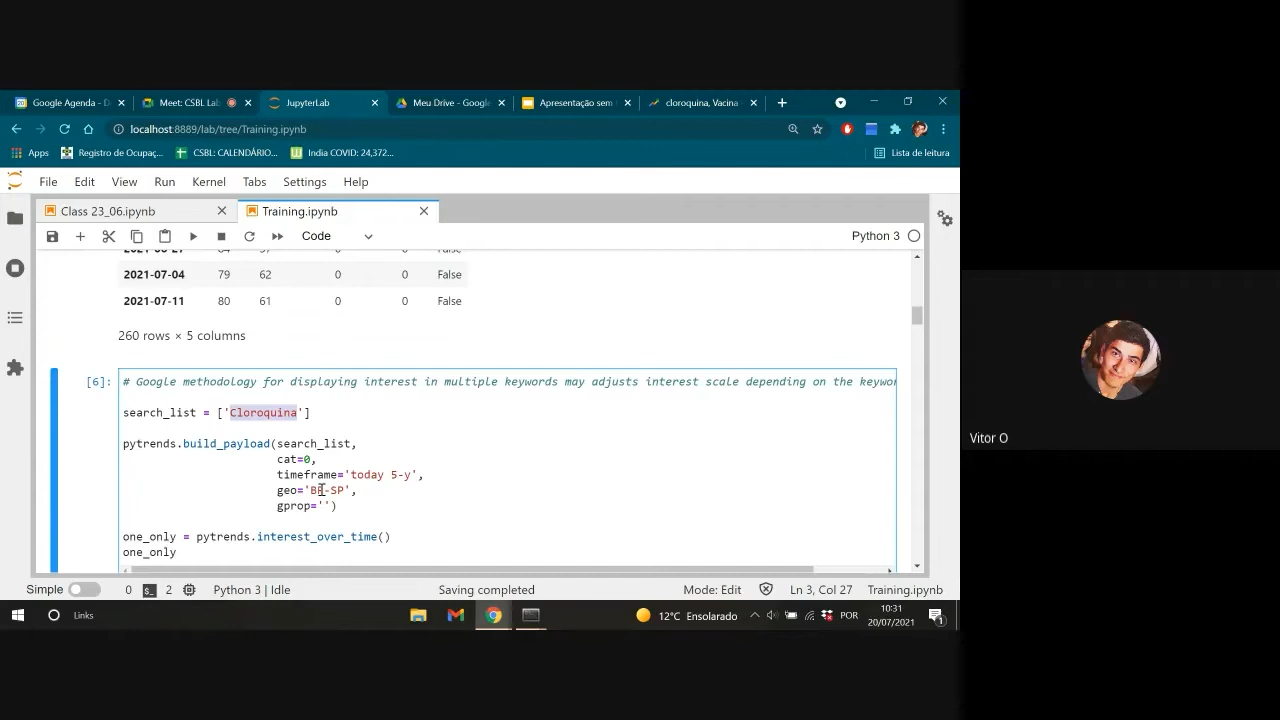 Google Agenda - D
Meet: CSBL Lab
JupyterLab
Meu Drive - Google
Apresentação sem
cloroquina, Vacina
localhost:8889/lab/tree/Training.ipynb
Apps
Registro de Ocupaç...
CSBL: CALENDÁRIO...
India COVID: 24,372...
Lista de leitura
File Edit View Run Kernel Tabs Settings Help
Class 23_06.ipynb
Training.ipynb
Code
Python 3
2021-07-04 79 62 0 0 False
2021-07-11 80 61 0 0 False
260 rows × 5 columns
[6]:
# Google methodology for displaying interest in multiple keywords may adjusts interest scale depending on the keywor
search_list = ['Cloroquina']
pytrends.build_payload(search_list,
cat=0,
timeframe='today 5-y',
geo='BR-SP',
gprop='')
one_only = pytrends.interest_over_time()
one_only
Simple 0 2 Python 3 | Idle Saving completed Mode: Edit Ln 3, Col 27 Training.ipynb
Links
12°C Ensolarado
POR
10:31
20/07/2021
1
Vitor O